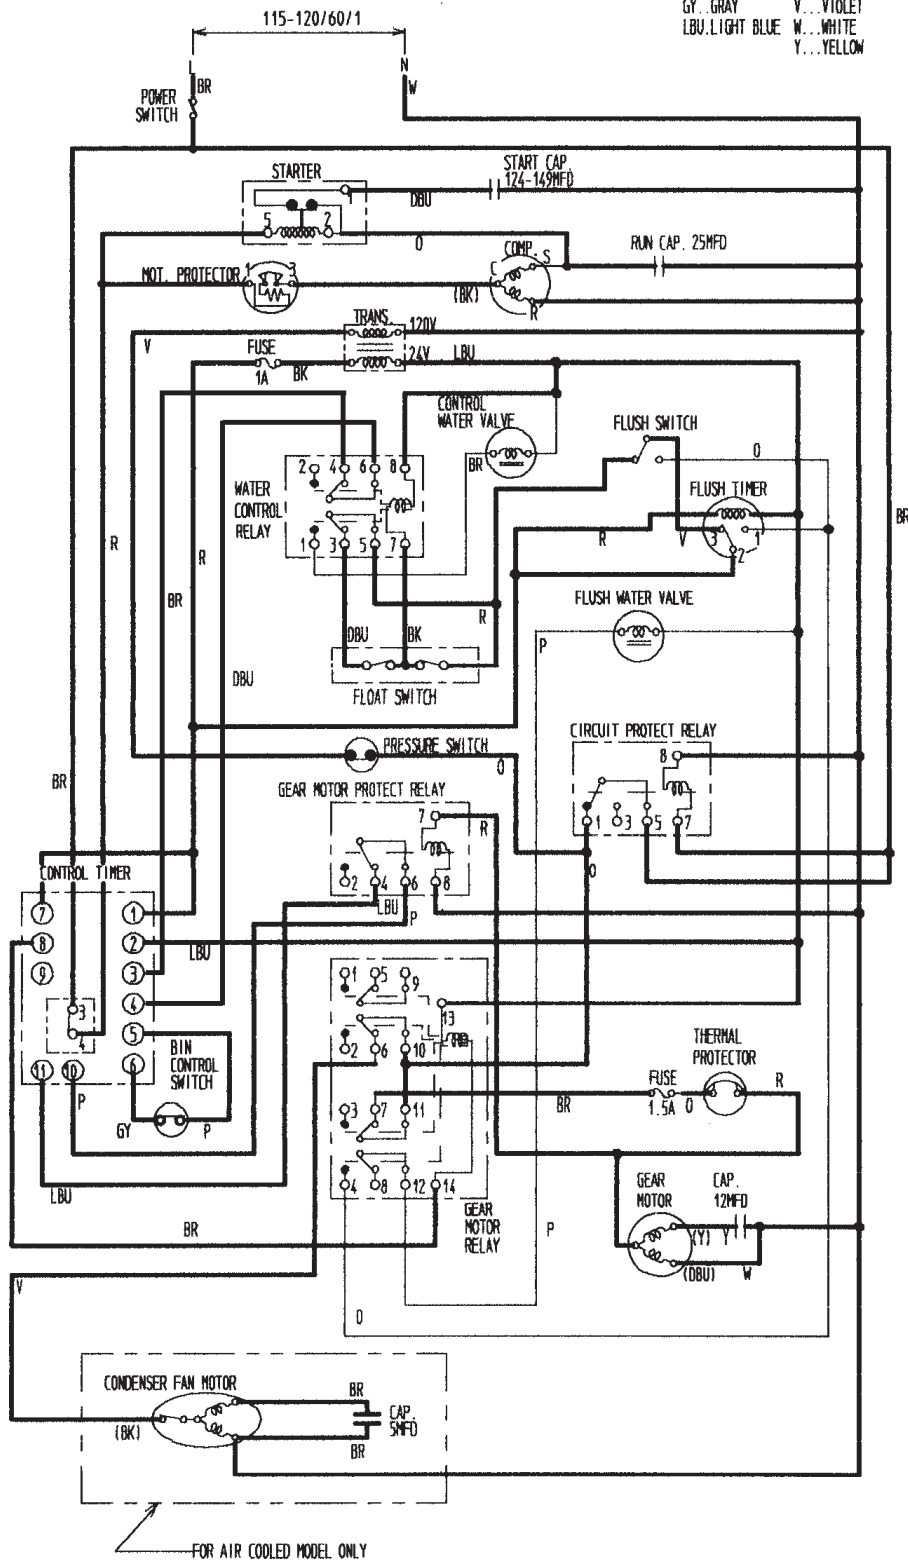 115-120/60/1
GY..GRAY V...VIOLET
LBU.LIGHT BLUE W...WHITE
Y...YELLOW
L
BR
N
W
POWER
SWITCH
STARTER
START CAP.
124-149MFD
DBU
5
2
O
RUN CAP. 25MFD
COMP.
S
C
R
(BK)
MOT. PROTECTOR
1
3
TRANS.
120V
V
FUSE
1A
BK
24V
LBU
CONTROL
WATER VALVE
BR
FLUSH SWITCH
O
WATER
CONTROL
RELAY
2
4
6
8
1
3
5
7
FLUSH TIMER
3
1
2
R
V
BR
R
R
BR
R
DBU
BK
DBU
FLOAT SWITCH
FLUSH WATER VALVE
P
PRESSURE SWITCH
O
CIRCUIT PROTECT RELAY
8
1
3
5
7
O
BR
GEAR MOTOR PROTECT RELAY
7
R
2
4
6
8
LBU
P
CONTROL TIMER
7
1
8
2
9
3
4
5
6
11
10
3
4
LBU
BIN
CONTROL
SWITCH
GY
P
P
LBU
1
5
9
13
2
6
10
3
7
11
4
8
12
14
GEAR
MOTOR
RELAY
THERMAL
PROTECTOR
FUSE
1.5A
BR
O
R
GEAR
MOTOR
CAP.
12MFD
(Y)
Y
(DBU)
W
BR
P
V
O
CONDENSER FAN MOTOR
(BK)
BR
CAP.
5MFD
BR
FOR AIR COOLED MODEL ONLY